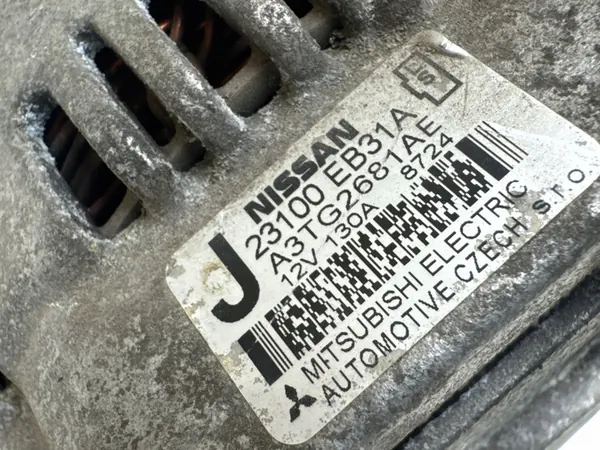 NISSAN
J
23100 EB31A
A3TG2681AE
12V 130A 8724
MITSUBISHI ELECTRIC
AUTOMOTIVE CZECH s.r.o.